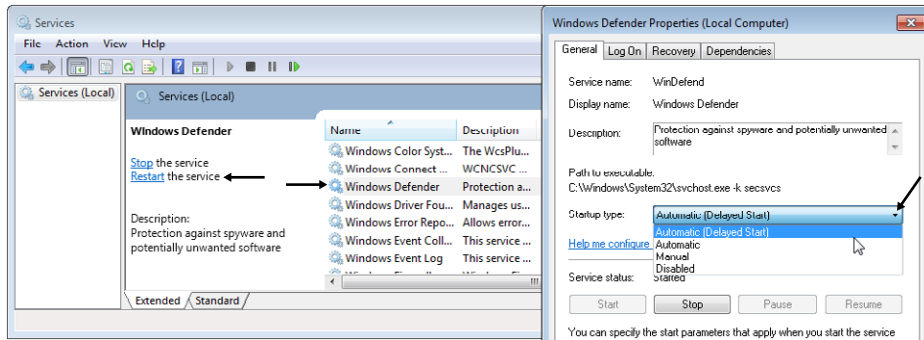 Services
File Action View Help
Services (Local)
Services (Local)
Windows Defender
Stop the service
Restart the service
Description:
Protection against spyware and
potentially unwanted software
Name Description
Windows Color Syst... The WcsPlu...
Windows Connect ... WCNCSVC ...
Windows Defender Protection a...
Windows Driver Fou... Manages us...
Windows Error Repo... Allows error...
Windows Event Coll... This service ...
Windows Event Log This service ...
Extended Standard
Windows Defender Properties (Local Computer)
General Log On Recovery Dependencies
Service name: WinDefend
Display name: Windows Defender
Description: Protection against spyware and potentially unwanted
software
Path to executable:
C:\Windows\System32\svchost.exe -k secsvcs
Startup type: Automatic (Delayed Start)
Automatic (Delayed Start)
Help me configure
Automatic
Manual
Disabled
Service status: Started
Start Stop Pause Resume
You can specify the start parameters that apply when you start the service